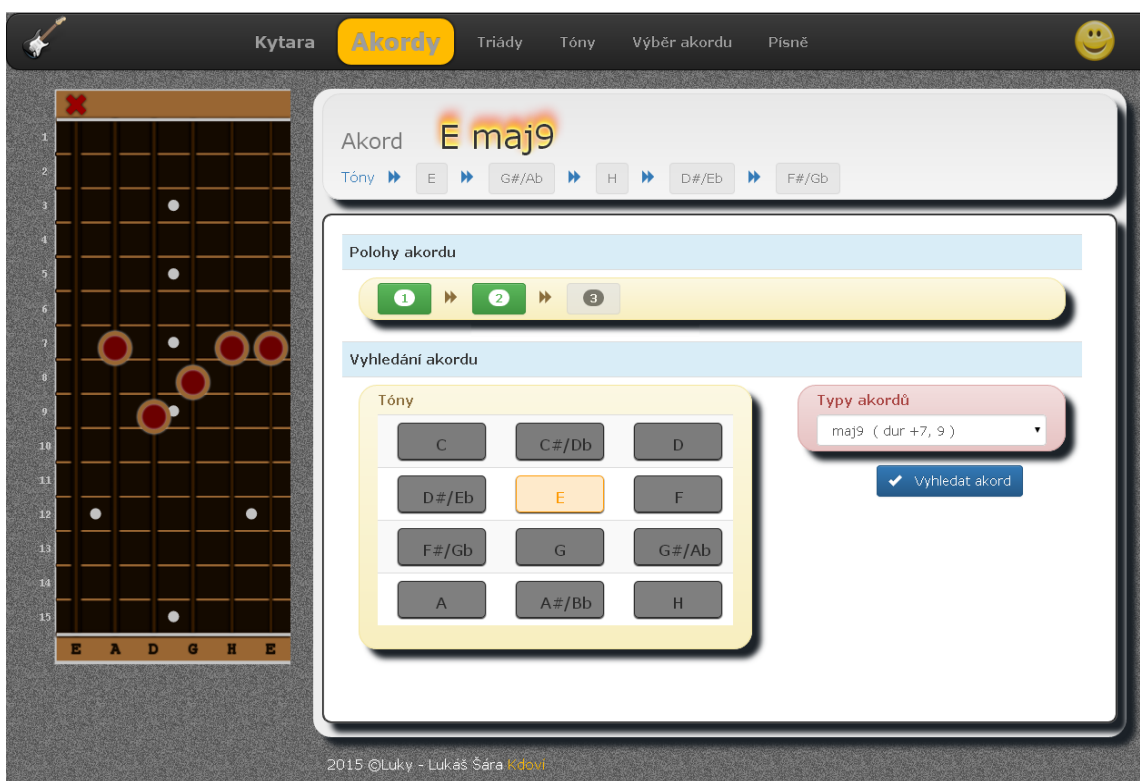 Kytara Akordy Triády Tóny Výběr akordu Písně
Akord E maj9
Tóny E G#/Ab H D#/Eb F#/Gb
Polohy akordu
1 2 3
Vyhledání akordu
Tóny
C C#/Db D
D#/Eb E F
F#/Gb G G#/Ab
A A#/Bb H
Typy akordů
maj9 ( dur +7, 9 )
Vyhledat akord
1
2
3
4
5
6
7
8
9
10
11
12
13
14
15
E A D G H E
2015 ©Luky - Lukáš Šára Kdovi